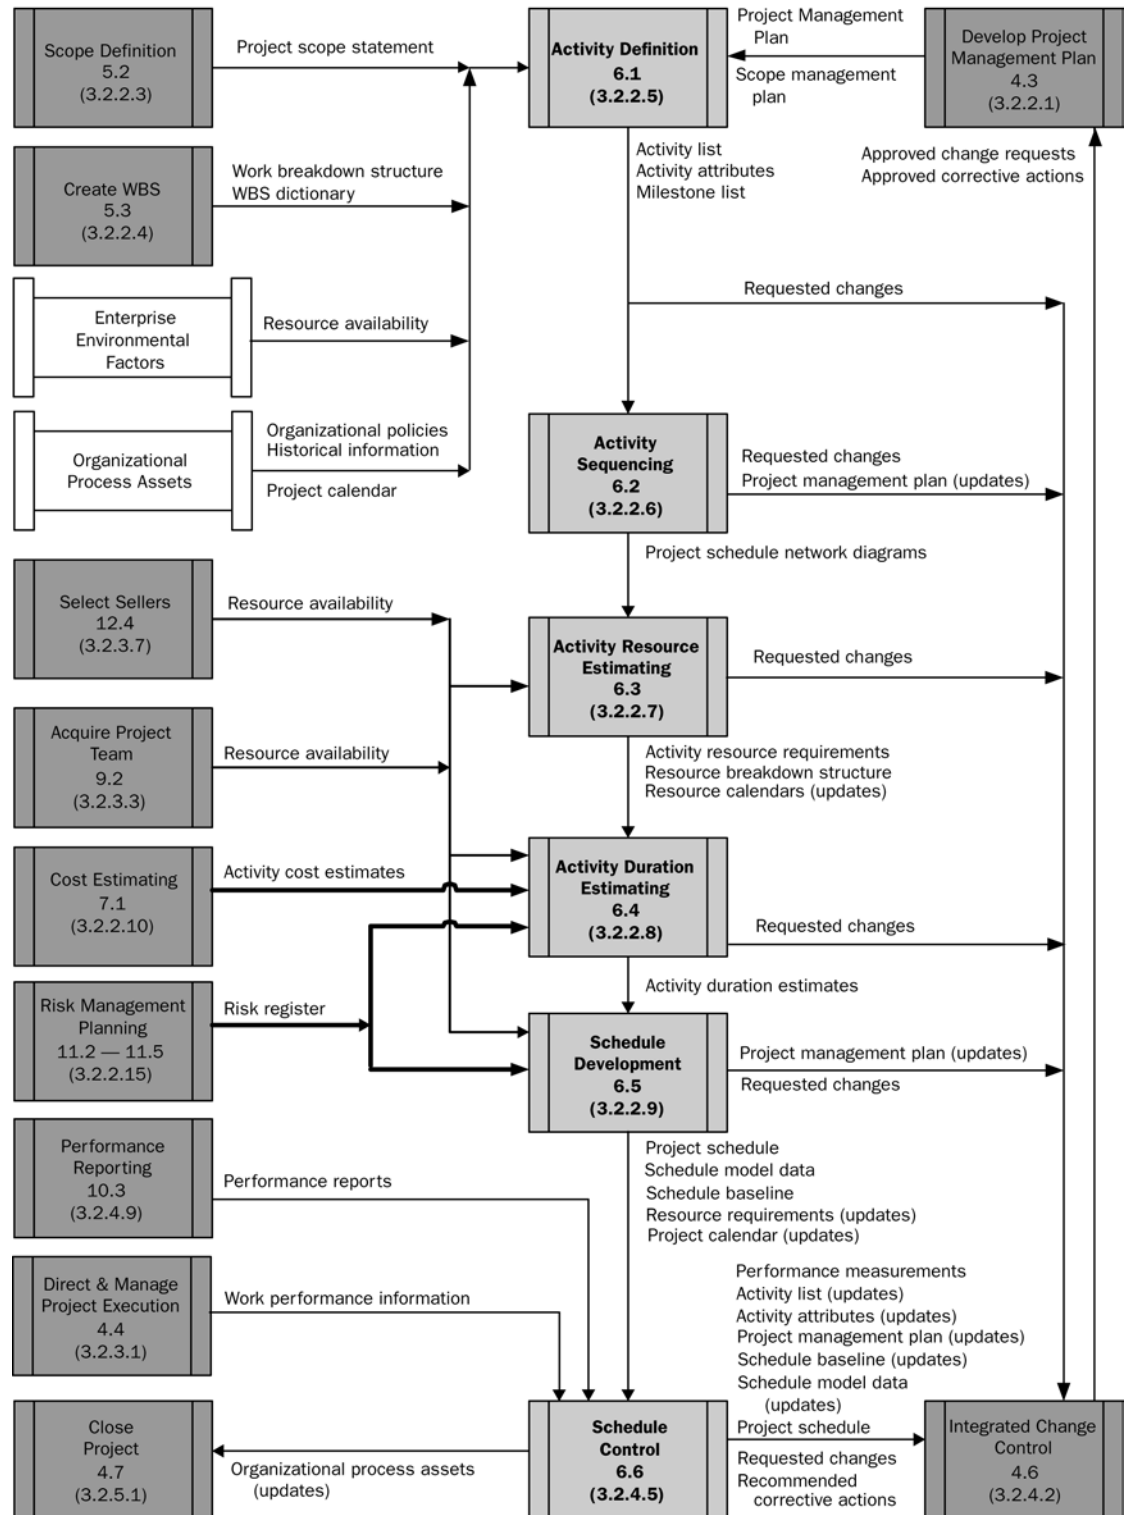 Scope Definition
5.2
(3.2.2.3)
Project scope statement
Activity Definition
6.1
(3.2.2.5)
Project Management
Plan
Scope management
plan
Develop Project
Management Plan
4.3
(3.2.2.1)
Create WBS
5.3
(3.2.2.4)
Work breakdown structure
WBS dictionary
Activity list
Activity attributes
Milestone list
Approved change requests
Approved corrective actions
Enterprise
Environmental
Factors
Resource availability
Requested changes
Organizational
Process Assets
Organizational policies
Historical information
Project calendar
Activity
Sequencing
6.2
(3.2.2.6)
Requested changes
Project management plan (updates)
Project schedule network diagrams
Select Sellers
12.4
(3.2.3.7)
Resource availability
Activity Resource
Estimating
6.3
(3.2.2.7)
Requested changes
Acquire Project
Team
9.2
(3.2.3.3)
Resource availability
Activity resource requirements
Resource breakdown structure
Resource calendars (updates)
Cost Estimating
7.1
(3.2.2.10)
Activity cost estimates
Activity Duration
Estimating
6.4
(3.2.2.8)
Requested changes
Activity duration estimates
Risk Management
Planning
11.2 — 11.5
(3.2.2.15)
Risk register
Schedule
Development
6.5
(3.2.2.9)
Project management plan (updates)
Requested changes
Performance
Reporting
10.3
(3.2.4.9)
Performance reports
Project schedule
Schedule model data
Schedule baseline
Resource requirements (updates)
Project calendar (updates)
Direct & Manage
Project Execution
4.4
(3.2.3.1)
Work performance information
Performance measurements
Activity list (updates)
Activity attributes (updates)
Project management plan (updates)
Schedule baseline (updates)
Schedule model data
(updates)
Project schedule
Requested changes
Recommended
corrective actions
Close
Project
4.7
(3.2.5.1)
Organizational process assets
(updates)
Schedule
Control
6.6
(3.2.4.5)
Integrated Change
Control
4.6
(3.2.4.2)